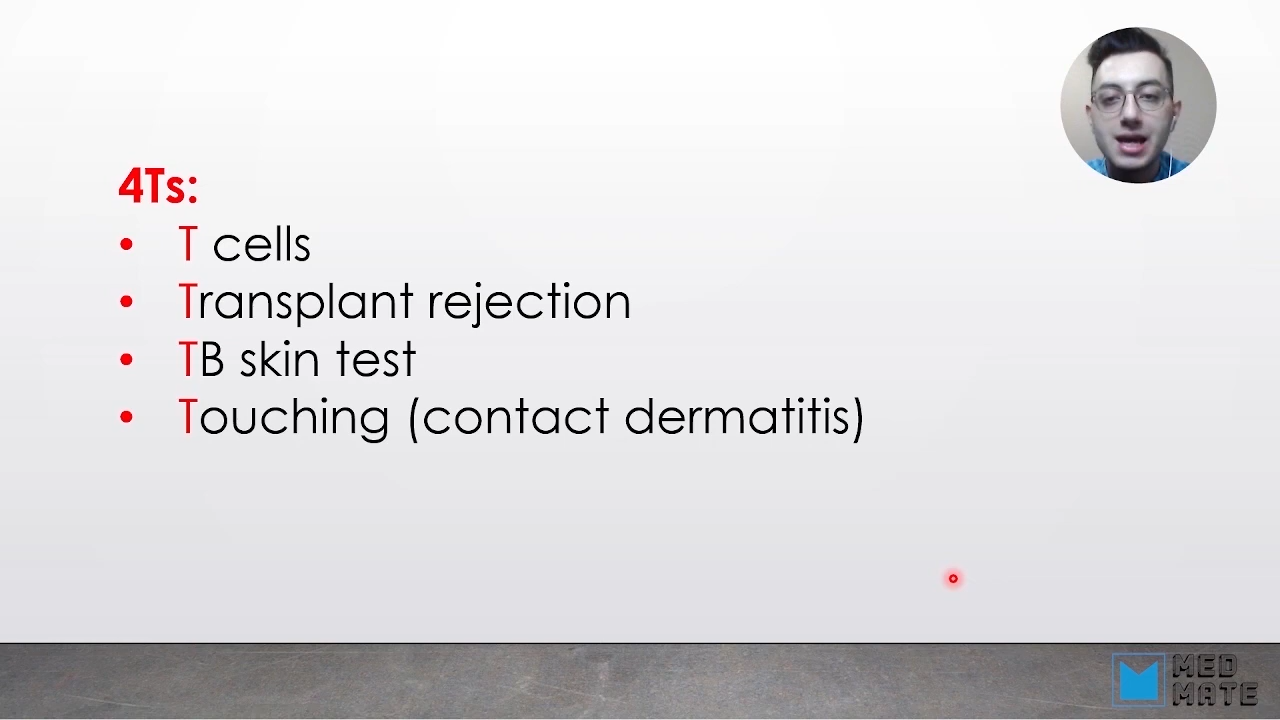 4Ts:
• T cells
• Transplant rejection
• TB skin test
• Touching (contact dermatitis)
MED
MATE